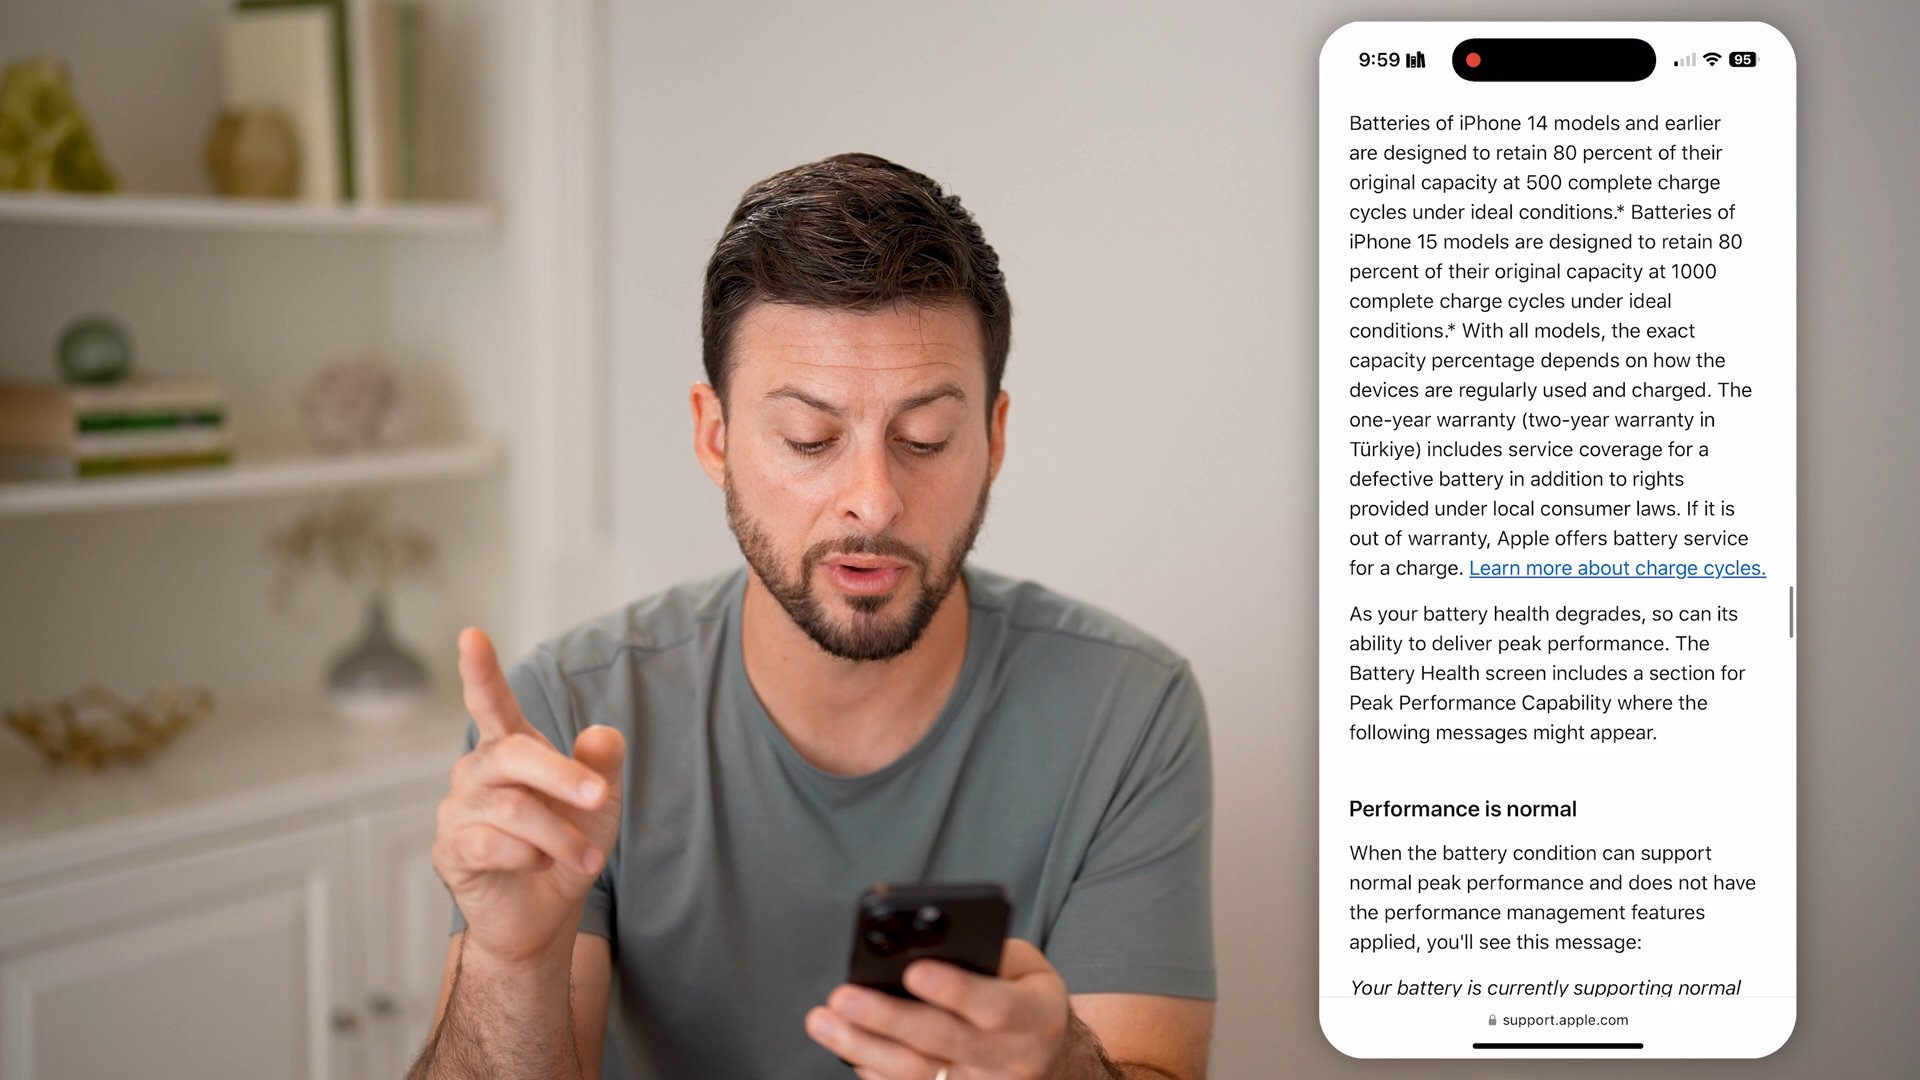 9:59
95
Batteries of iPhone 14 models and earlier
are designed to retain 80 percent of their
original capacity at 500 complete charge
cycles under ideal conditions.* Batteries of
iPhone 15 models are designed to retain 80
percent of their original capacity at 1000
complete charge cycles under ideal
conditions.* With all models, the exact
capacity percentage depends on how the
devices are regularly used and charged. The
one-year warranty (two-year warranty in
Türkiye) includes service coverage for a
defective battery in addition to rights
provided under local consumer laws. If it is
out of warranty, Apple offers battery service
for a charge. Learn more about charge cycles.
As your battery health degrades, so can its
ability to deliver peak performance. The
Battery Health screen includes a section for
Peak Performance Capability where the
following messages might appear.
Performance is normal
When the battery condition can support
normal peak performance and does not have
the performance management features
applied, you'll see this message:
Your battery is currently supporting normal
support.apple.com